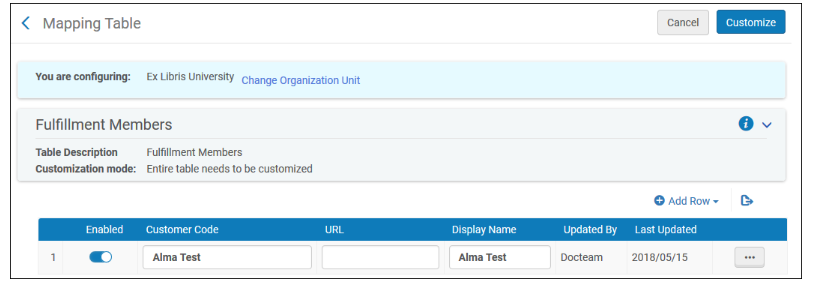 Mapping Table
Cancel
Customize
You are configuring: Ex Libris University Change Organization Unit
Fulfillment Members
Table Description Fulfillment Members
Customization mode: Entire table needs to be customized
Add Row
Enabled Customer Code URL Display Name Updated By Last Updated
1 Alma Test Alma Test Docteam 2018/05/15